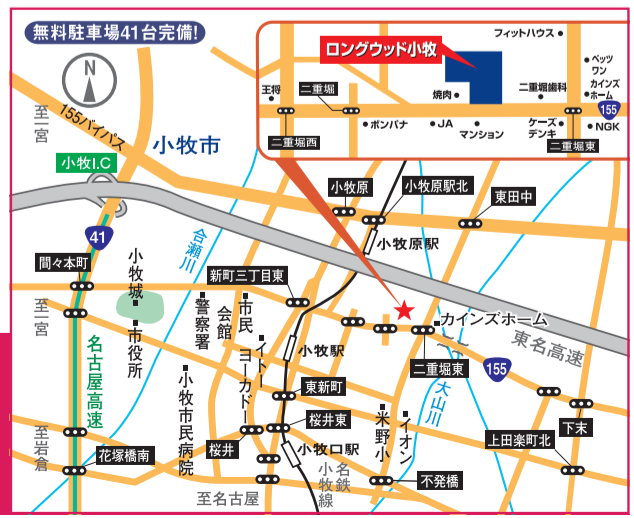 無料駐車場41台完備!
N
至一宮
155バイパス
小牧市
小牧I.C
41
間々本町
至一宮
小牧城
市役所
名古屋高速
至岩倉
花塚橋南
合瀬川
新町三丁目東
警察署
市民会館
イトーヨーカドー
小牧市民病院
桜井
至名古屋
小牧原
小牧原駅北
小牧原駅
東田中
小牧駅
東新町
桜井東
小牧口駅
名鉄小牧線
カインズホーム
二重堀東
東名高速
155
大山川
米野小
イオン
不発橋
上田楽町北
下末
ロングウッド小牧
フィットハウス
ペッツワン
カインズホーム
王将
二重堀
焼肉
二重堀歯科
155
二重堀西
ボンバナ
JA
マンション
ケーズデンキ
NGK
二重堀東